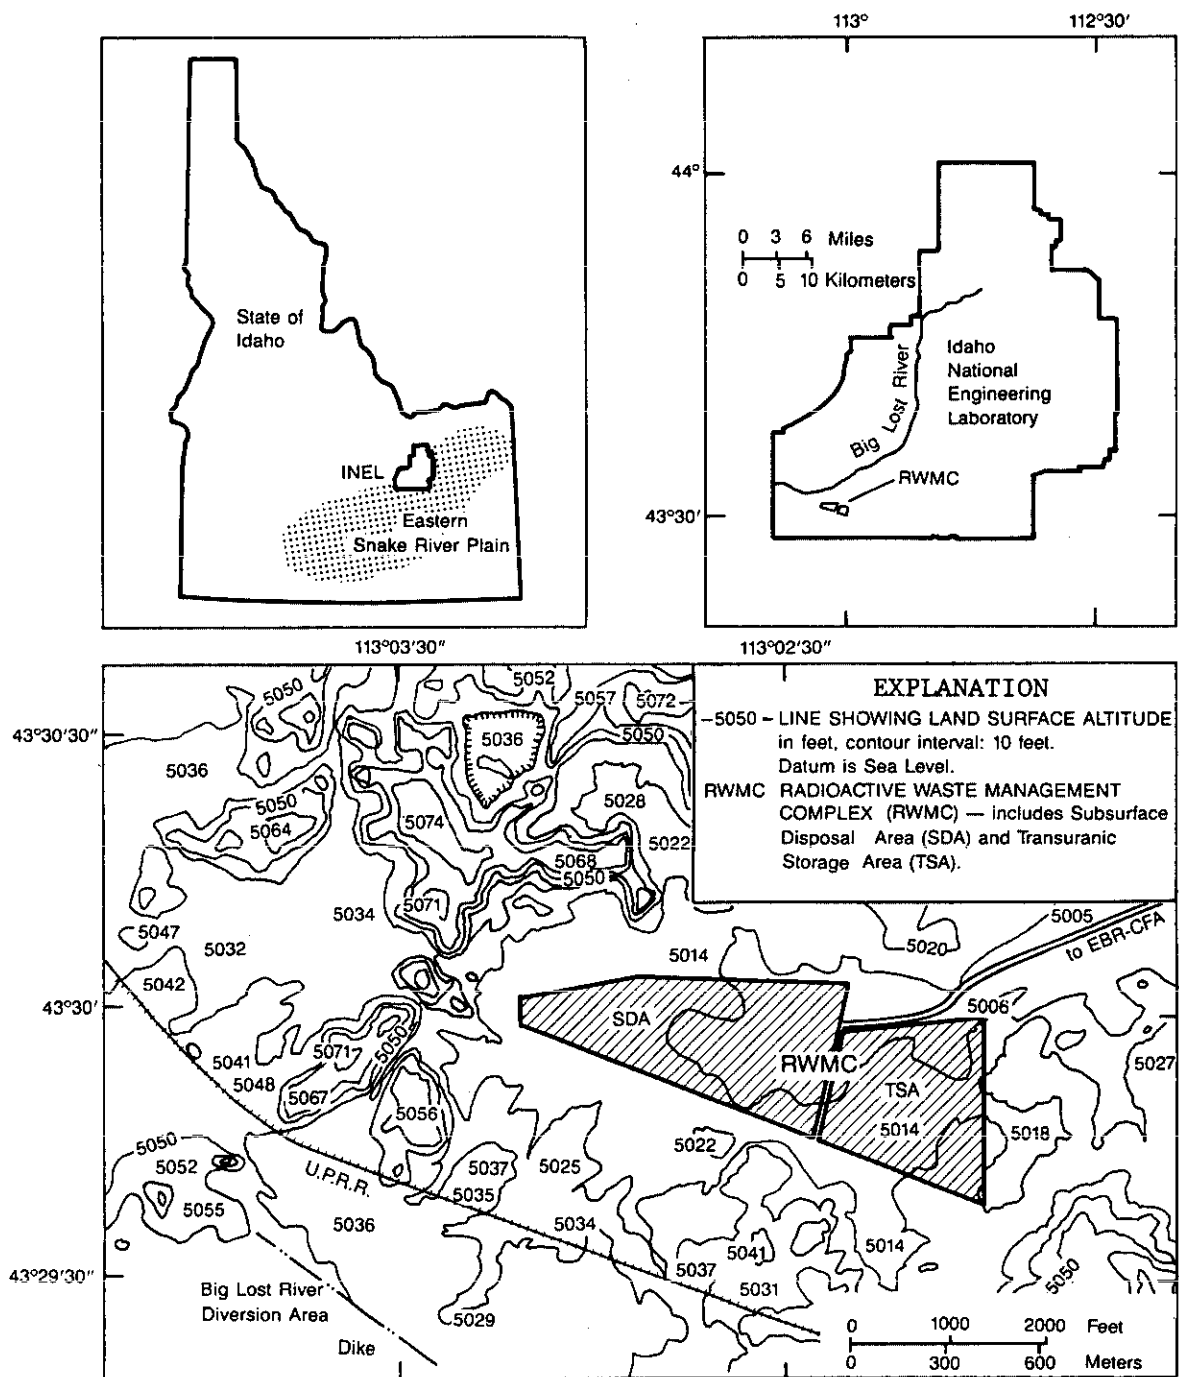 113°
112°30'
44°
0 3 6 Miles
0 5 10 Kilometers
State of
Idaho
Idaho
National
Engineering
Laboratory
Big Lost River
INEL
RWMC
Eastern
Snake River Plain
43°30'
113°03'30"
113°02'30"
EXPLANATION
-5050- LINE SHOWING LAND SURFACE ALTITUDE
in feet, contour interval: 10 feet.
Datum is Sea Level.
RWMC RADIOACTIVE WASTE MANAGEMENT
COMPLEX (RWMC) — includes Subsurface
Disposal Area (SDA) and Transuranic
Storage Area (TSA).
5050
5052
5057
5072
43°30'30"
5036
5050
5036
5050
5028
5064
5074
5022
5068
5050
5071
5034
5047
5032
5005
5020
to EBR-CFA
5014
5042
43°30'
5006
SDA
5050
5041
5071
RWMC
5027
5048
5067
5056
TSA
5014
5050
5022
5018
5052
U.P.R.R.
5037
5025
5055
5035
5036
5034
5041
5014
43°29'30"
5037
5050
Big Lost River
Diversion Area
5031
5029
Dike
0 1000 2000 Feet
0 300 600 Meters